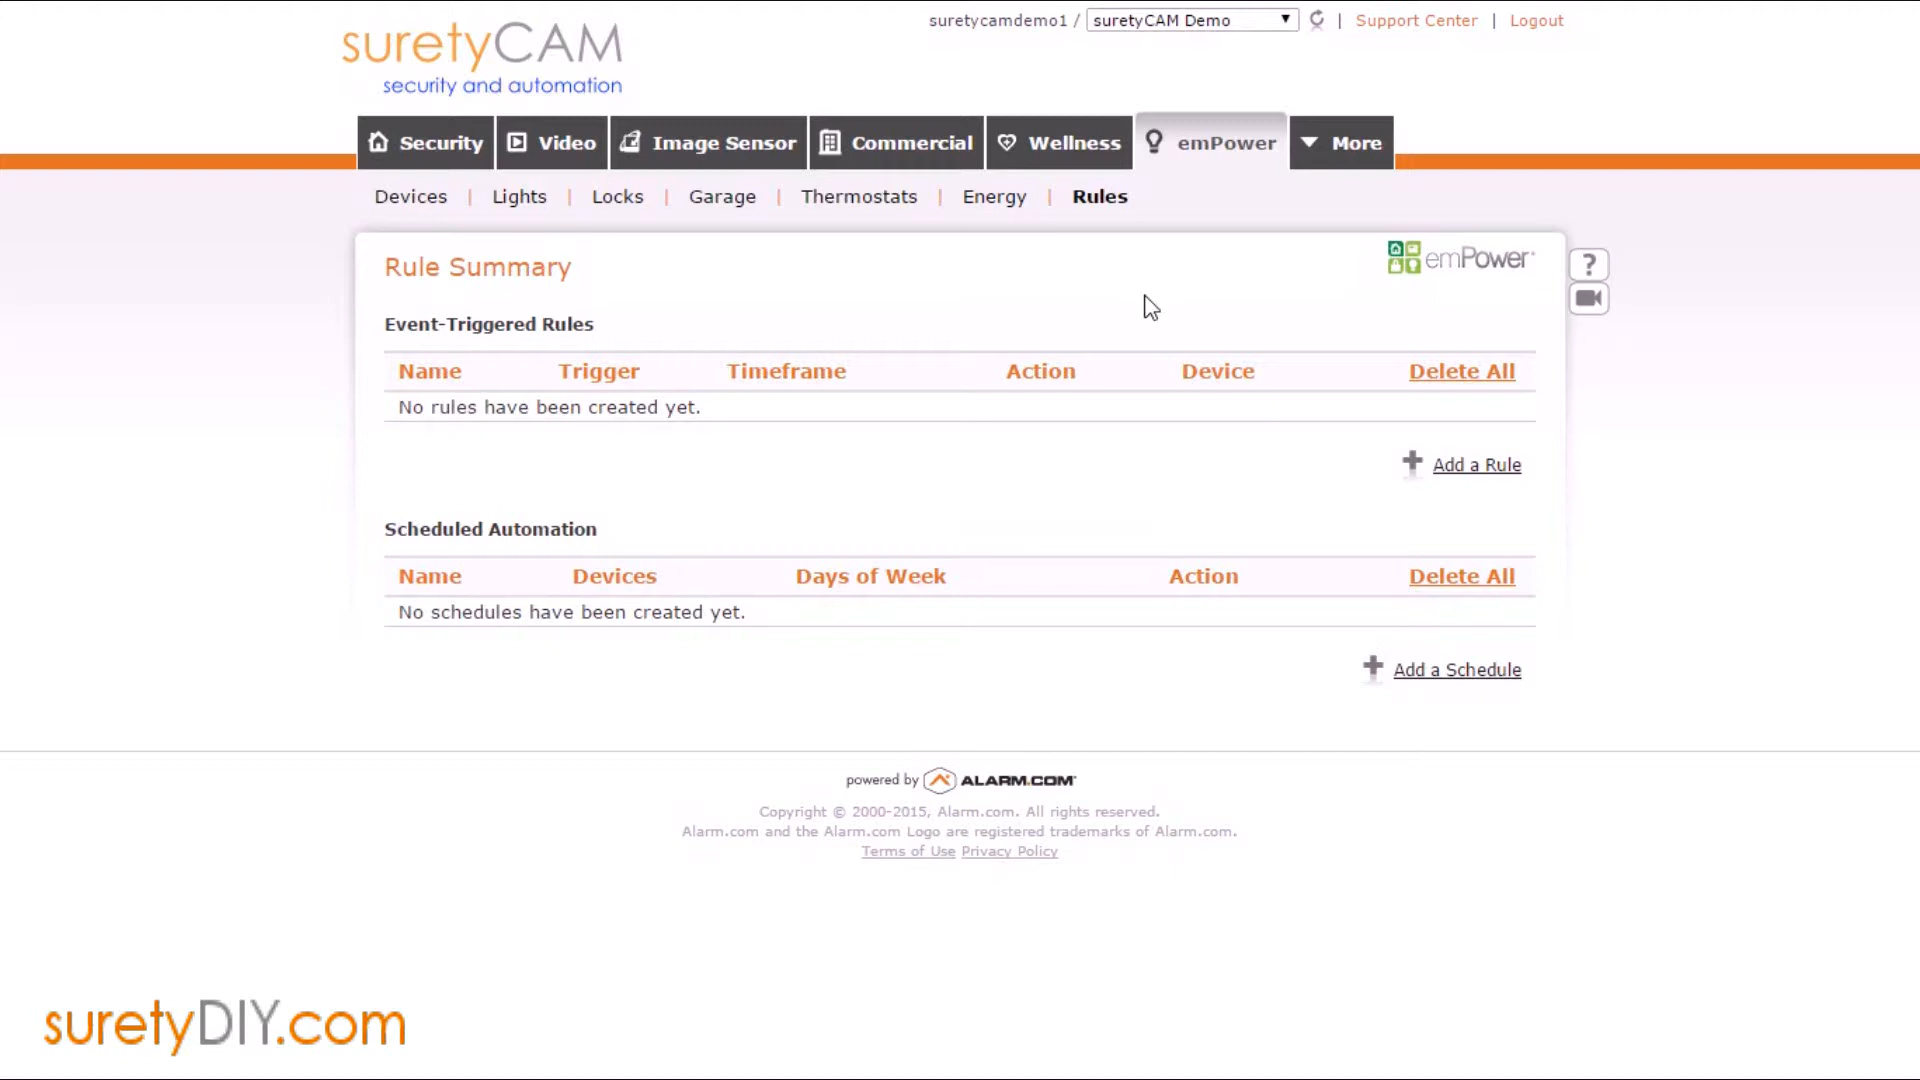 suretyCAM
security and automation
suretycamdemo1 / suretyCAM Demo | Support Center | Logout
Security Video Image Sensor Commercial Wellness emPower More
Devices | Lights | Locks | Garage | Thermostats | Energy | Rules
Rule Summary
emPower
?
Event-Triggered Rules
Name Trigger Timeframe Action Device Delete All
No rules have been created yet.
Add a Rule
Scheduled Automation
Name Devices Days of Week Action Delete All
No schedules have been created yet.
Add a Schedule
powered by ALARM.COM
Copyright © 2000-2015, Alarm.com. All rights reserved.
Alarm.com and the Alarm.com Logo are registered trademarks of Alarm.com.
Terms of Use Privacy Policy
suretyDIY.com